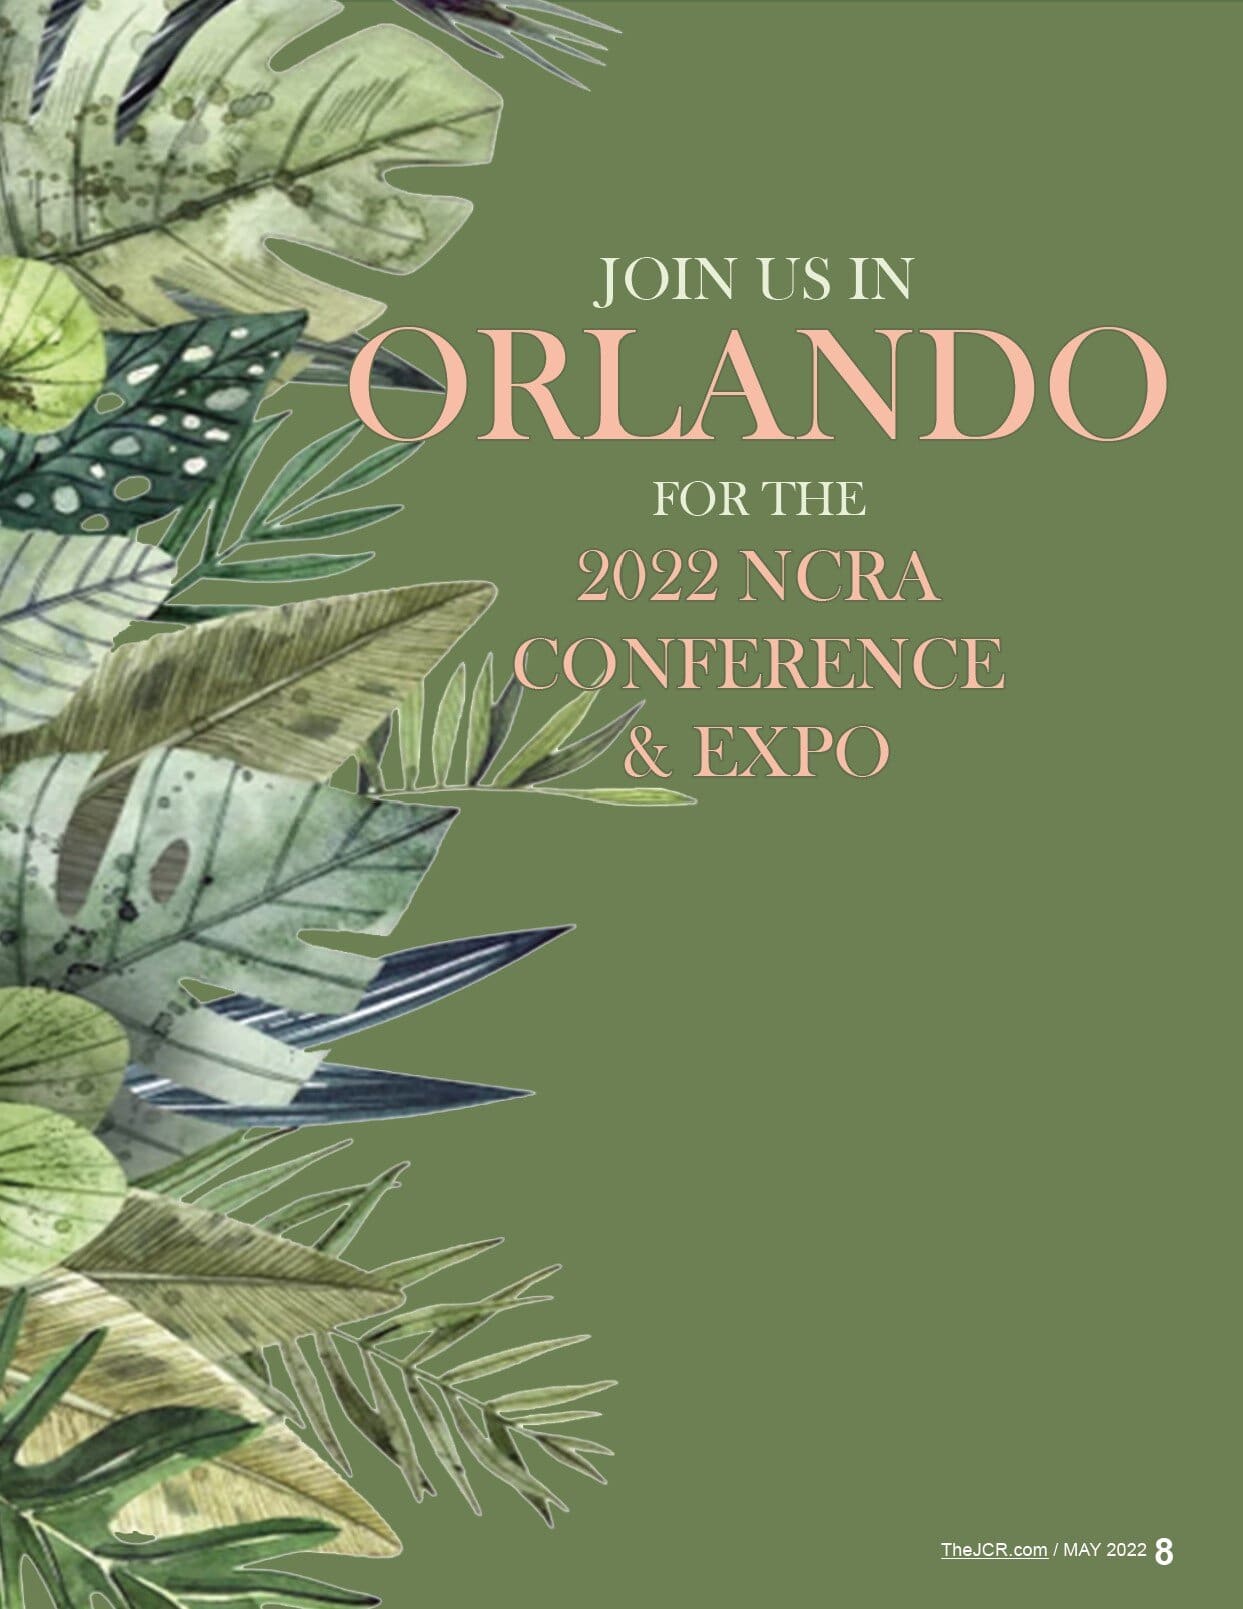 JOIN US IN
ORLANDO
FOR THE
2022 NCRA
CONFERENCE
& EXPO
TheJCR.com / MAY 2022 8